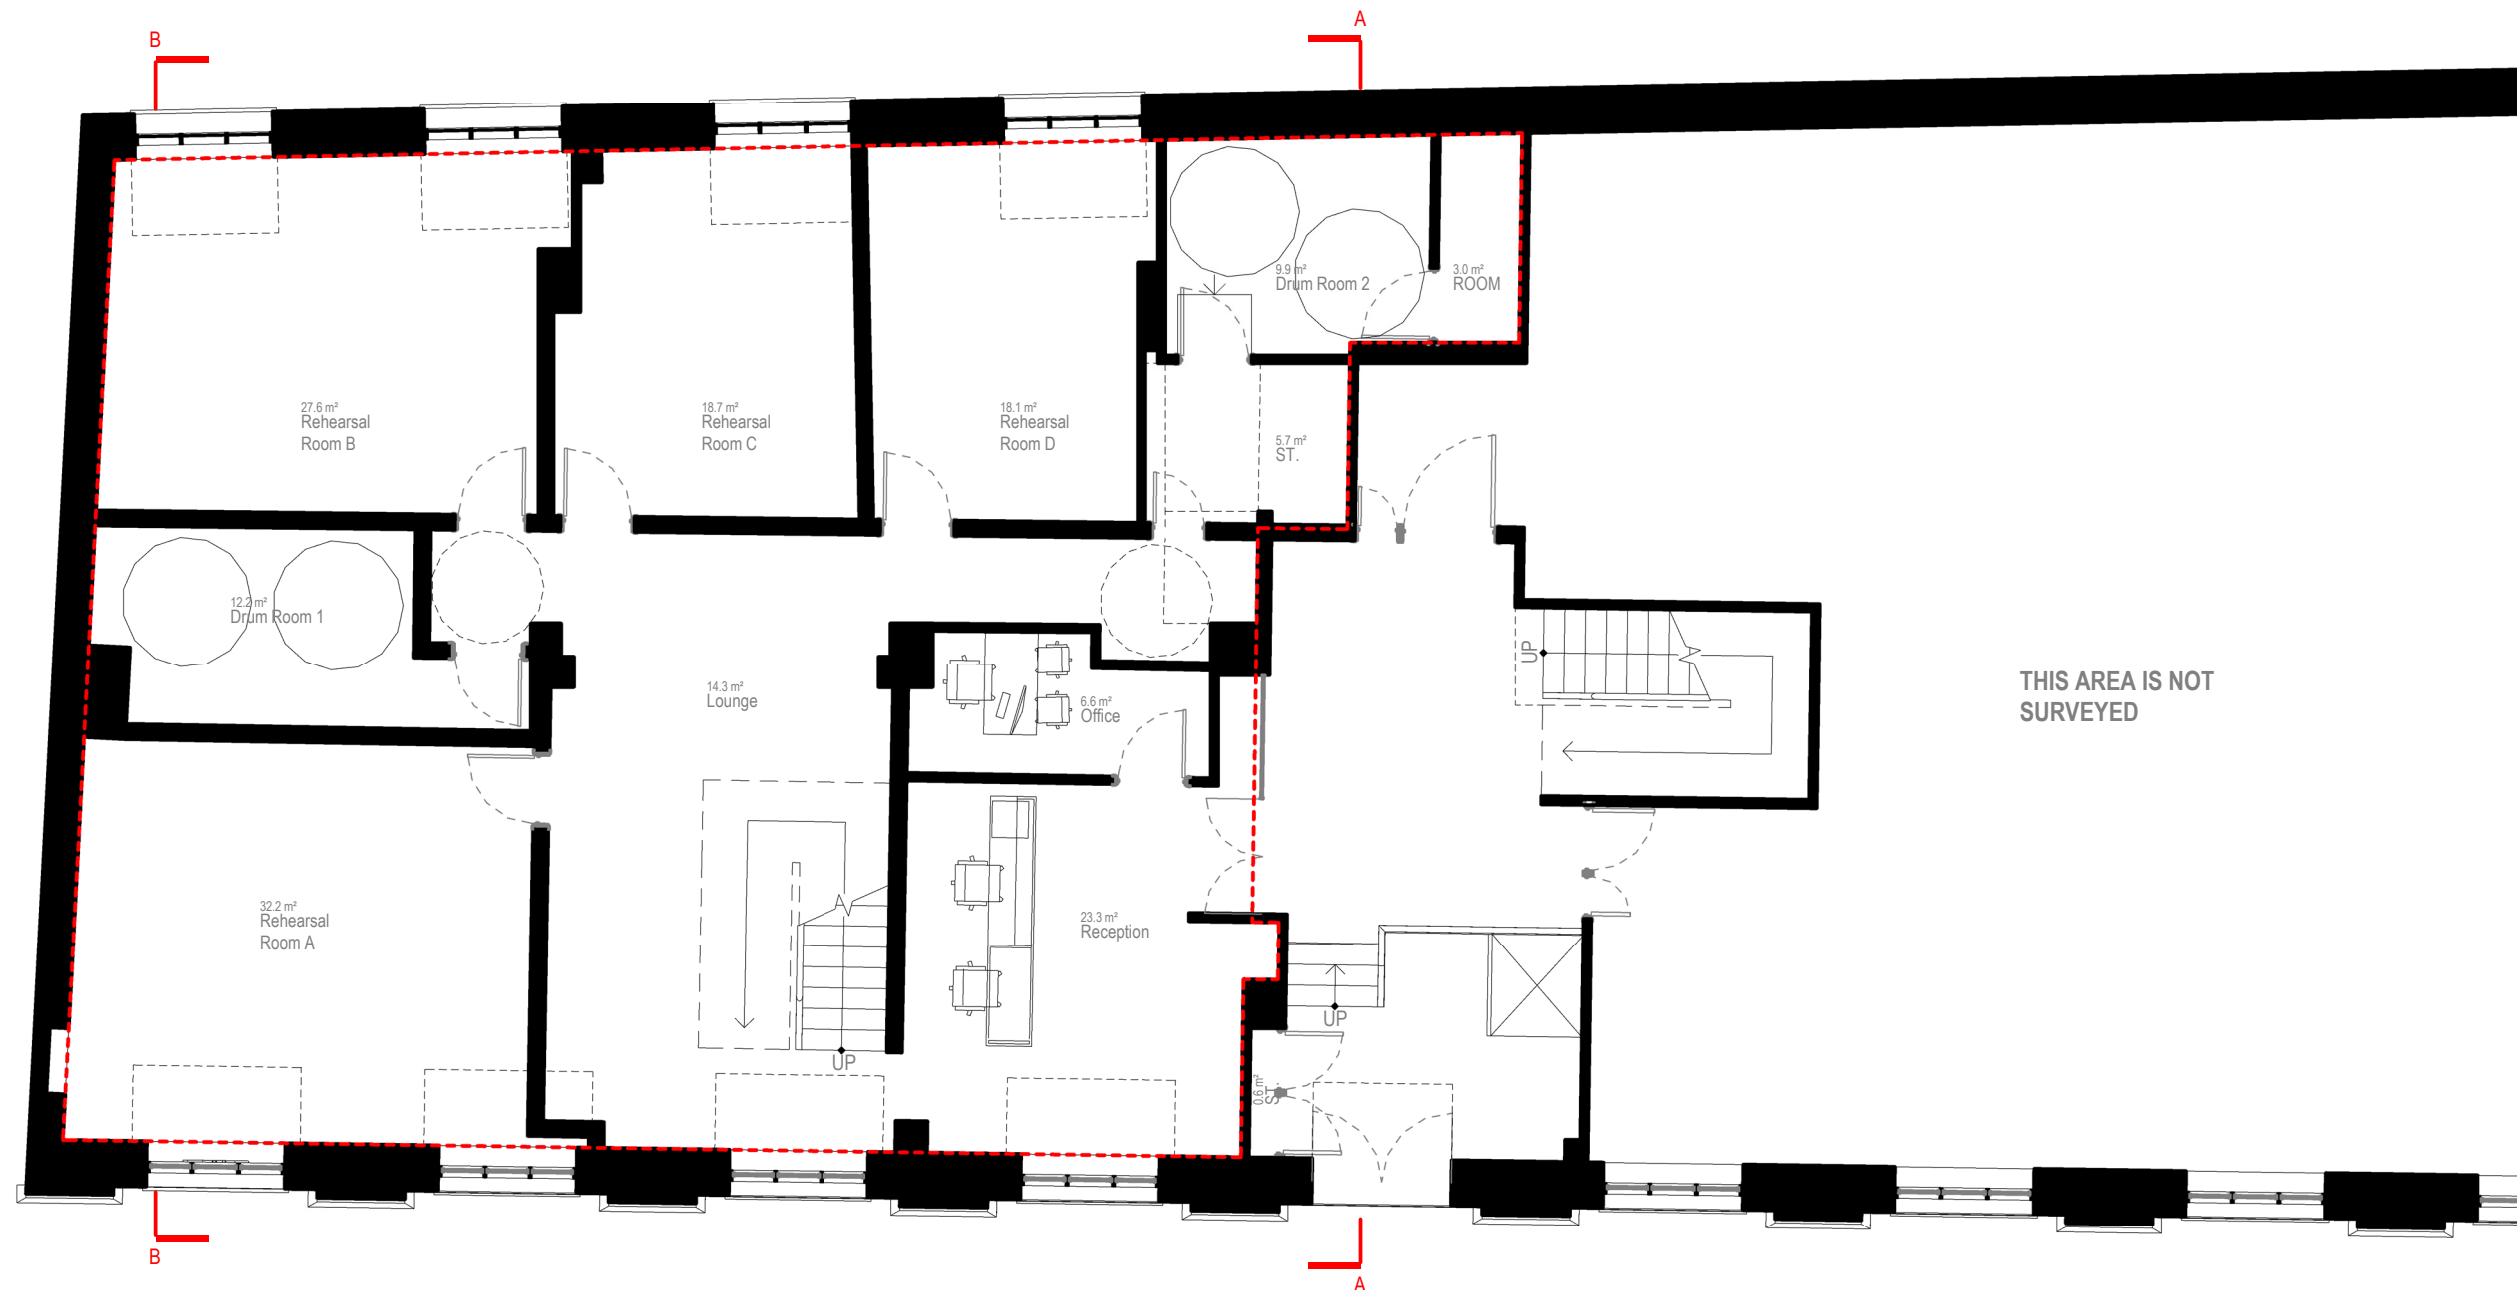 A
B
9.9 m²
Drum Room 2
3.0 m²
ROOM
27.6 m²
Rehearsal
Room B
18.7 m²
Rehearsal
Room C
18.1 m²
Rehearsal
Room D
5.7 m²
ST.
12.2 m²
Drum Room 1
14.3 m²
Lounge
6.6 m²
Office
UP
THIS AREA IS NOT
SURVEYED
32.2 m²
Rehearsal
Room A
23.3 m²
Reception
UP
UP
0.6 m²
ST.
B
A